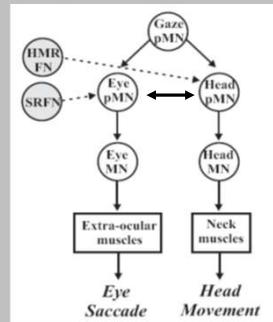 Gaze
pMN
HMR
FN
Eye
pMN
Head
pMN
SRFN
Eye
MN
Head
MN
Extra-ocular
muscles
Neck
muscles
Eye
Saccade
Head
Movement